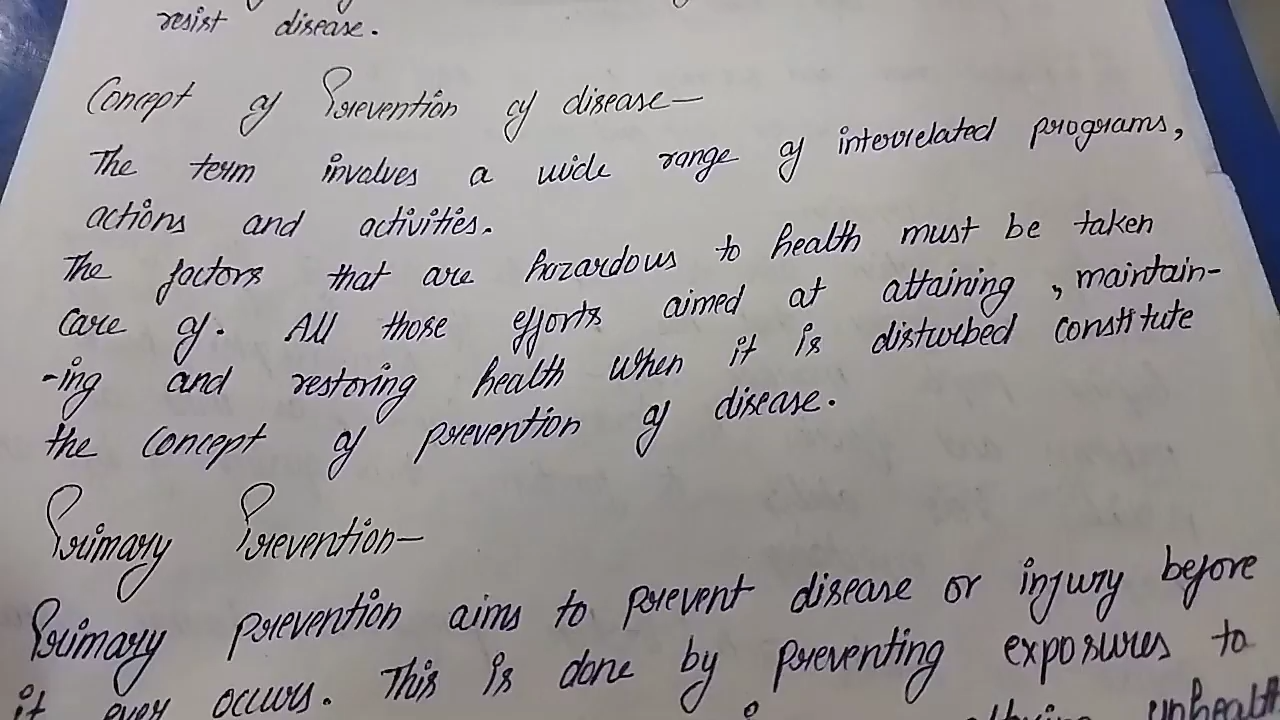 resist disease.
Concept of Prevention of disease—
The term involves a wide range of interrelated programs,
actions and activities.
The factors that are hazardous to health must be taken
care of. All those efforts aimed at attaining, maintain-
-ing and restoring health when it is disturbed constitute
the concept of prevention of disease.
Primary Prevention—
Primary prevention aims to prevent disease or injury before
it ever occurs. This is done by preventing exposures to